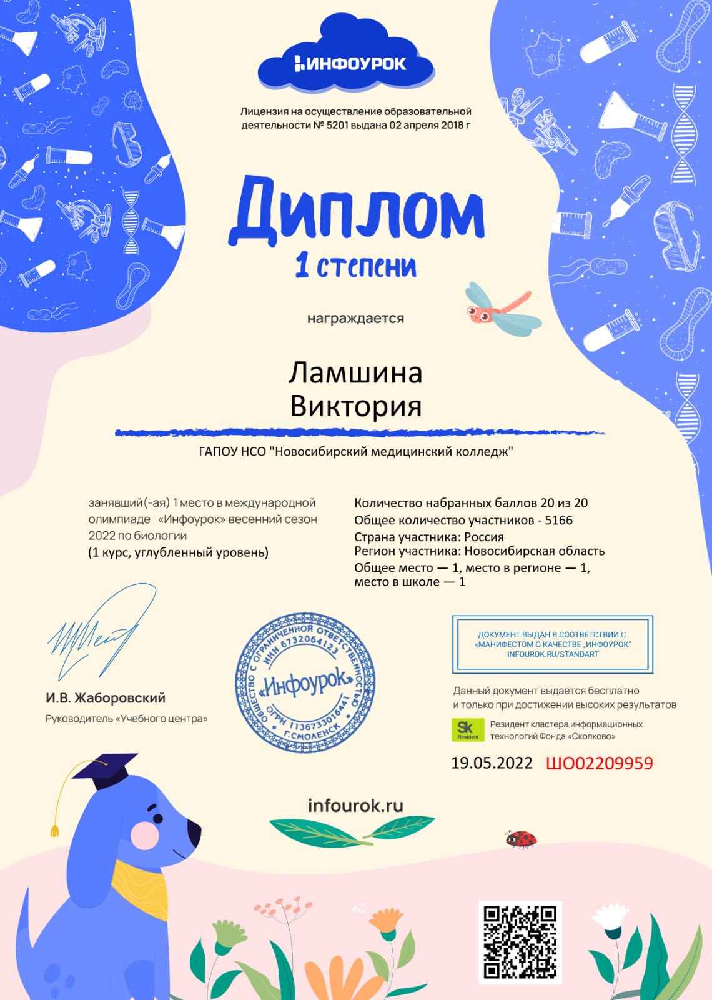 ИНФОУРОК
Лицензия на осуществление образовательной
деятельности № 5201 выдана 02 апреля 2018 г
Диплом
1 степени
награждается
Ламшина
Виктория
ГАПОУ НСО "Новосибирский медицинский колледж"
занявший(-ая) 1 место в международной
олимпиаде «Инфоурок» весенний сезон
2022 по биологии
(1 курс, углубленный уровень)
Количество набранных баллов 20 из 20
Общее количество участников - 5166
Страна участника: Россия
Регион участника: Новосибирская область
Общее место — 1, место в регионе — 1,
место в школе — 1
И.В. Жаборовский
Руководитель «Учебного центра»
ОБЩЕСТВО С ОГРАНИЧЕННОЙ ОТВЕТСТВЕННОСТЬЮ
ИНН 6732064123
«Инфоурок»
ОГРН 1136733016441
Г.СМОЛЕНСК
ДОКУМЕНТ ВЫДАН В СООТВЕТСТВИИ С
«МАНИФЕСТОМ О КАЧЕСТВЕ „ИНФОУРОК“
INFOUROK.RU/STANDART
Данный документ выдаётся бесплатно
и только при достижении высоких результатов
Sk
Resident
Резидент кластера информационных
технологий Фонда «Сколково»
19.05.2022 ШО02209959
infourok.ru